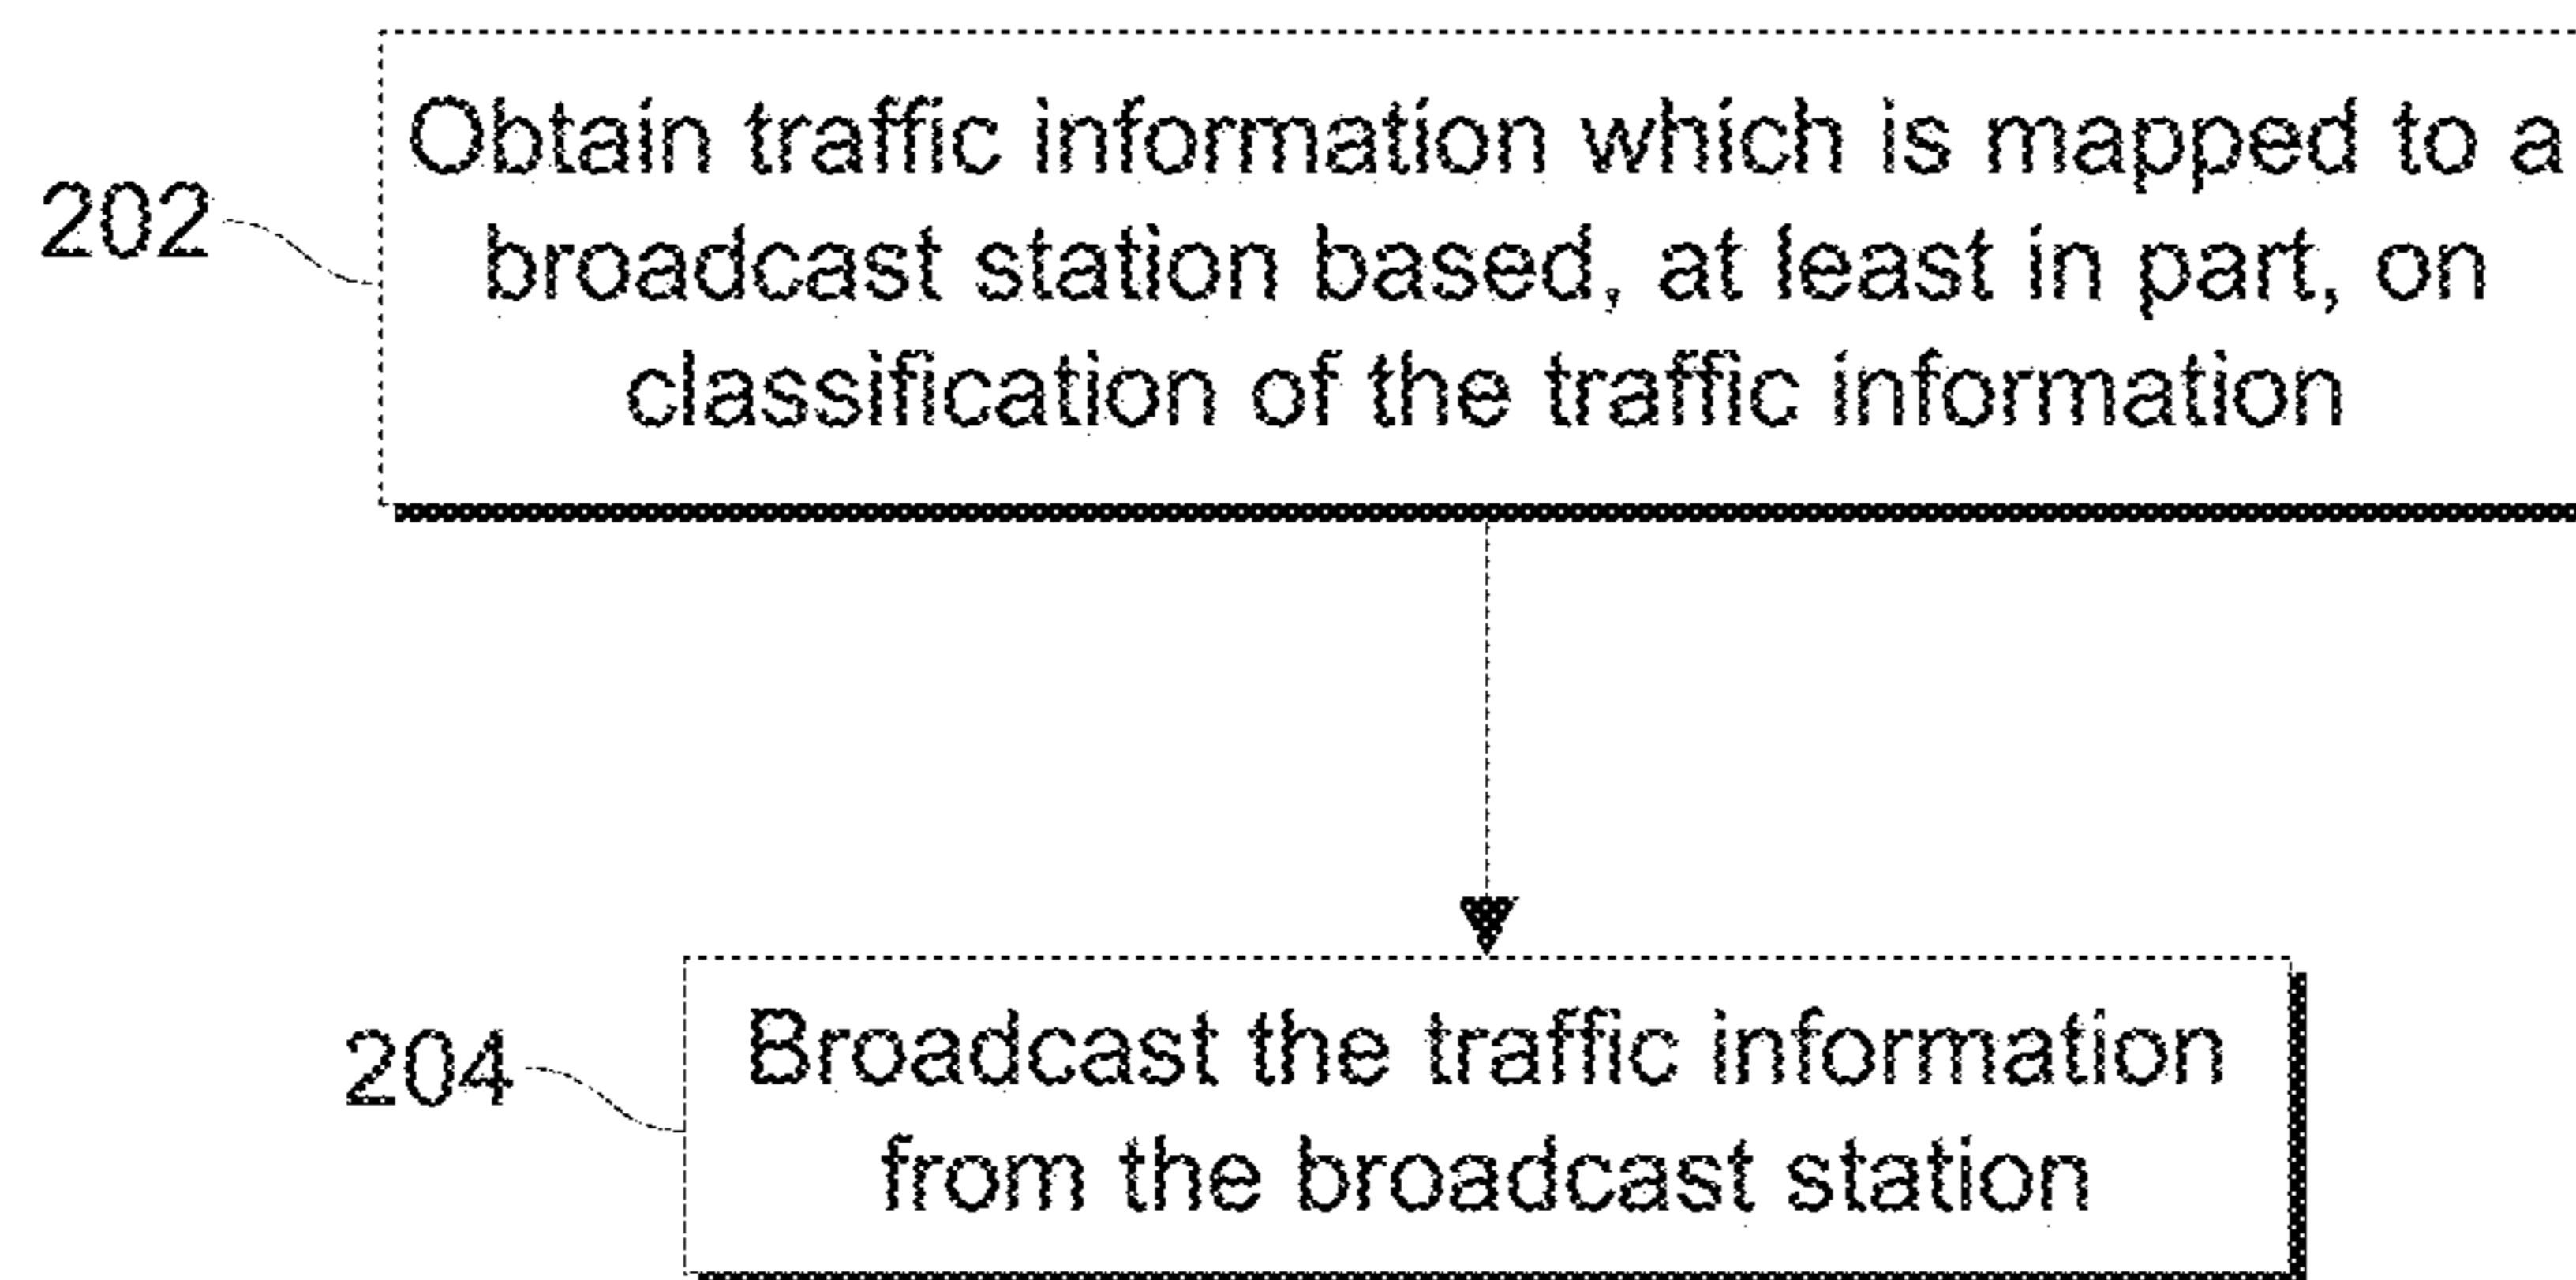 Obtain traffic information which is mapped to a
202
broadcast station based, at least in part, on
classification of the traffic information
Broadcast the traffic information
204
from the broadcast station